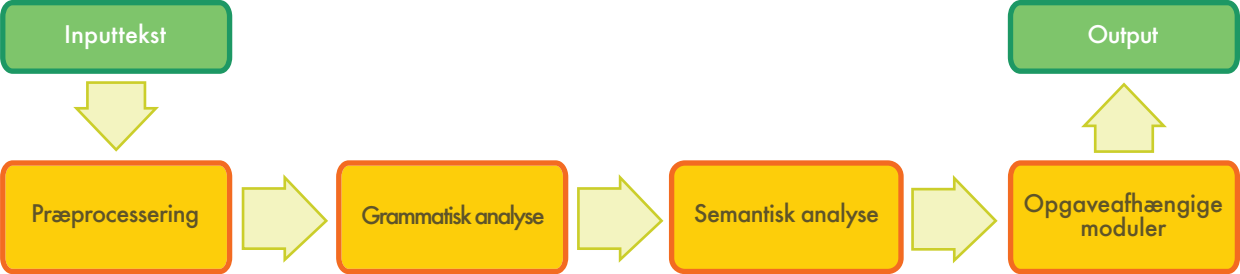 Inputtekst
Output
Præprocessering
Grammatisk analyse
Semantisk analyse
Opgaveafhængige
moduler